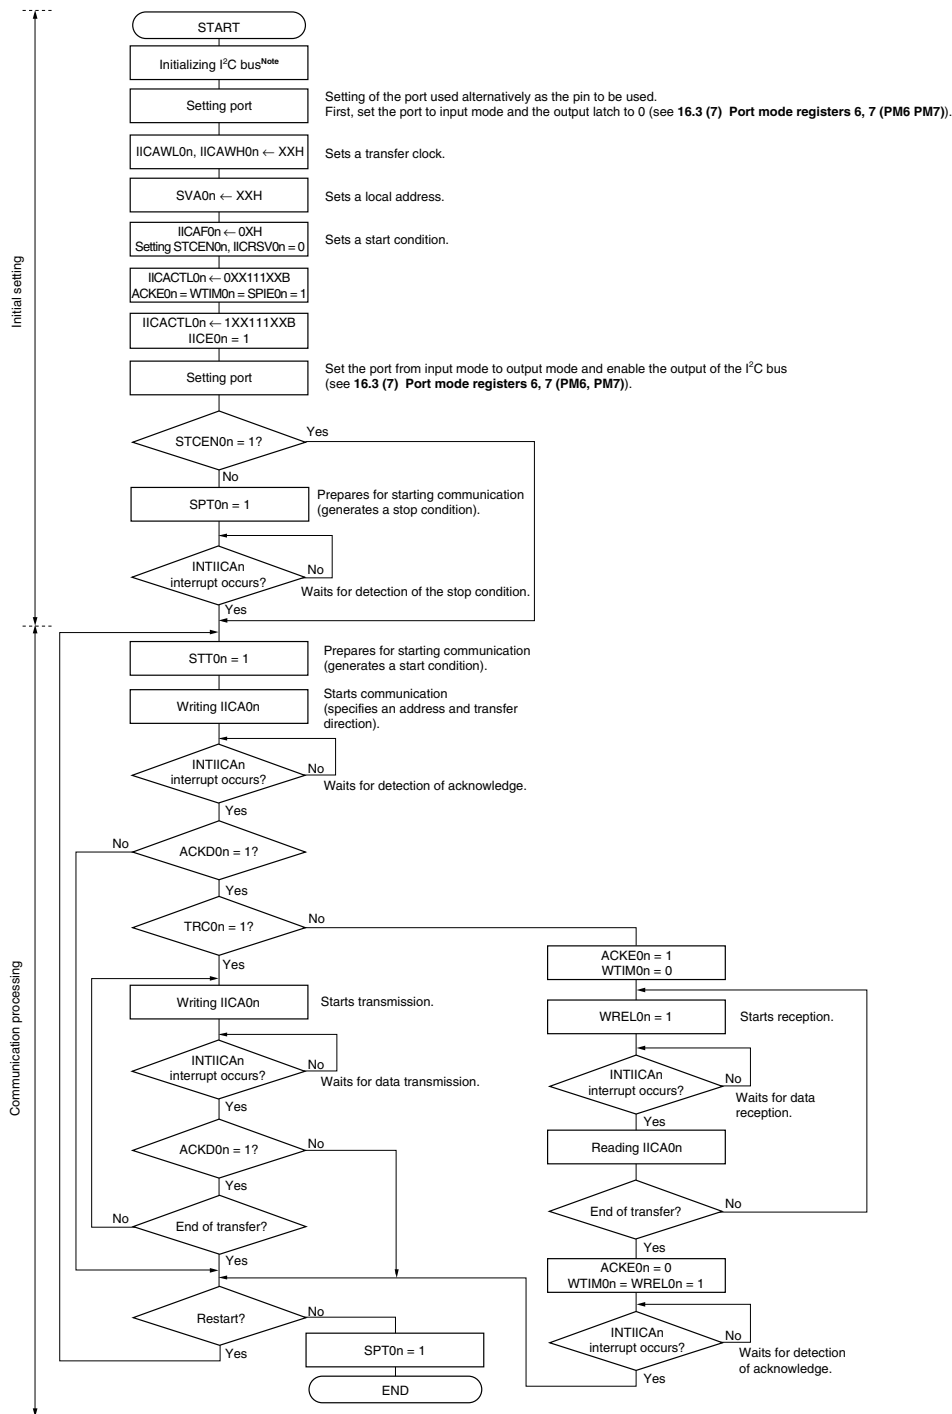 START
Initializing I²C busNote
Setting port
Setting of the port used alternatively as the pin to be used.
First, set the port to input mode and the output latch to 0 (see 16.3 (7) Port mode registers 6, 7 (PM6 PM7)).
IICAWL0n, IICAWH0n ← XXH
Sets a transfer clock.
SVA0n ← XXH
Sets a local address.
IICAF0n ← 0XH
Setting STCEN0n, IICRSV0n = 0
Sets a start condition.
Initial setting
IICACTL0n ← 0XX111XXB
ACKE0n = WTIM0n = SPIE0n = 1
IICACTL0n ← 1XX111XXB
IICE0n = 1
Setting port
Set the port from input mode to output mode and enable the output of the I²C bus
(see 16.3 (7) Port mode registers 6, 7 (PM6, PM7)).
STCEN0n = 1?
Yes
No
SPT0n = 1
Prepares for starting communication
(generates a stop condition).
INTIICAn
interrupt occurs?
No
Waits for detection of the stop condition.
Yes
STT0n = 1
Prepares for starting communication
(generates a start condition).
Writing IICA0n
Starts communication
(specifies an address and transfer
direction).
INTIICAn
interrupt occurs?
No
Waits for detection of acknowledge.
Yes
No
ACKD0n = 1?
Yes
TRC0n = 1?
No
Yes
ACKE0n = 1
WTIM0n = 0
Communication processing
Writing IICA0n
Starts transmission.
WREL0n = 1
Starts reception.
INTIICAn
interrupt occurs?
No
Waits for data transmission.
Yes
INTIICAn
interrupt occurs?
No
Waits for data
reception.
Yes
ACKD0n = 1?
No
Yes
Reading IICA0n
No
End of transfer?
Yes
End of transfer?
No
Yes
ACKE0n = 0
WTIM0n = WREL0n = 1
Restart?
No
Yes
SPT0n = 1
END
INTIICAn
interrupt occurs?
No
Waits for detection
of acknowledge.
Yes